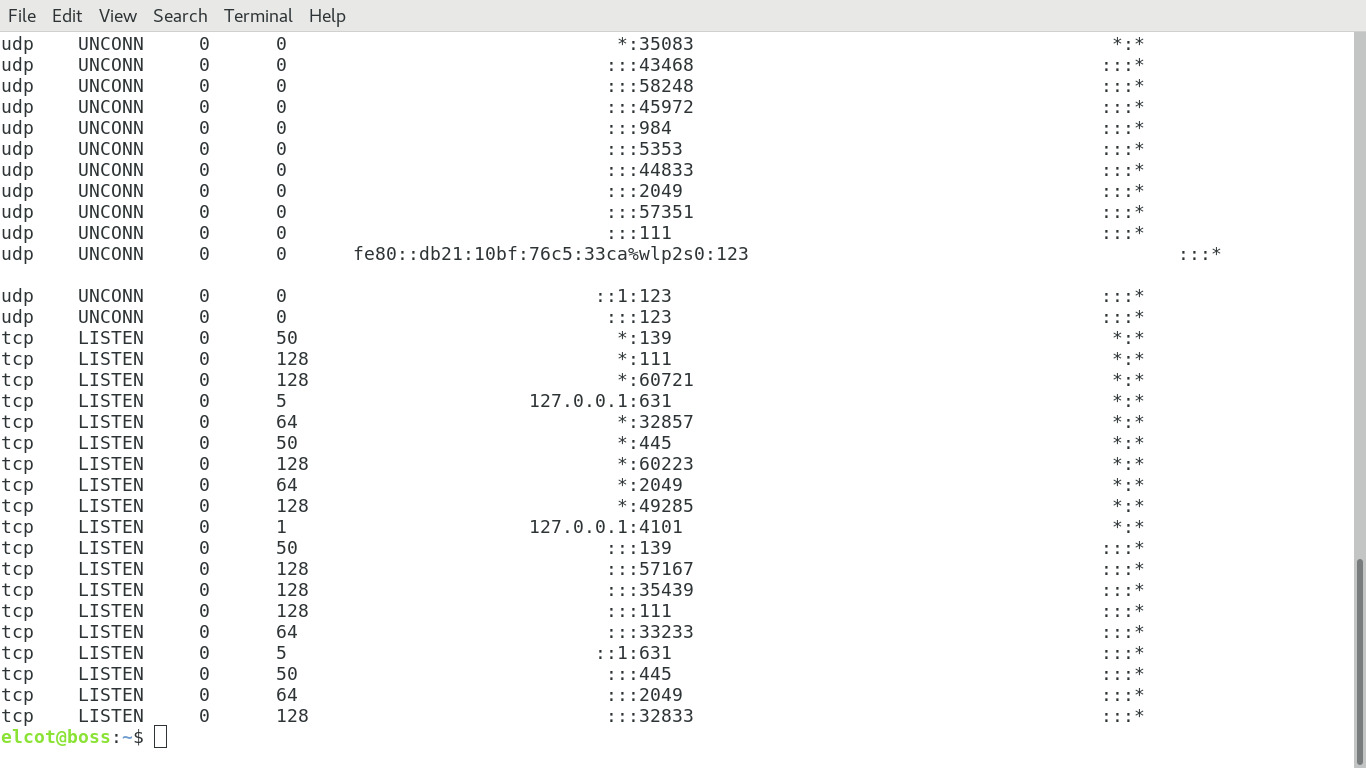 File Edit View Search Terminal Help
udp UNCONN 0 0 *:35083 *:*
udp UNCONN 0 0 :::43468 :::*
udp UNCONN 0 0 :::58248 :::*
udp UNCONN 0 0 :::45972 :::*
udp UNCONN 0 0 :::984 :::*
udp UNCONN 0 0 :::5353 :::*
udp UNCONN 0 0 :::44833 :::*
udp UNCONN 0 0 :::2049 :::*
udp UNCONN 0 0 :::57351 :::*
udp UNCONN 0 0 :::111 :::*
udp UNCONN 0 0 fe80::db21:10bf:76c5:33ca%wlp2s0:123 :::*
udp UNCONN 0 0 ::1:123 :::*
udp UNCONN 0 0 :::123 :::*
tcp LISTEN 0 50 *:139 *:*
tcp LISTEN 0 128 *:111 *:*
tcp LISTEN 0 128 *:60721 *:*
tcp LISTEN 0 5 127.0.0.1:631 *:*
tcp LISTEN 0 64 *:32857 *:*
tcp LISTEN 0 50 *:445 *:*
tcp LISTEN 0 128 *:60223 *:*
tcp LISTEN 0 64 *:2049 *:*
tcp LISTEN 0 128 *:49285 *:*
tcp LISTEN 0 1 127.0.0.1:4101 *:*
tcp LISTEN 0 50 :::139 :::*
tcp LISTEN 0 128 :::57167 :::*
tcp LISTEN 0 128 :::35439 :::*
tcp LISTEN 0 128 :::111 :::*
tcp LISTEN 0 64 :::33233 :::*
tcp LISTEN 0 5 ::1:631 :::*
tcp LISTEN 0 50 :::445 :::*
tcp LISTEN 0 64 :::2049 :::*
tcp LISTEN 0 128 :::32833 :::*
elcot@boss:~$